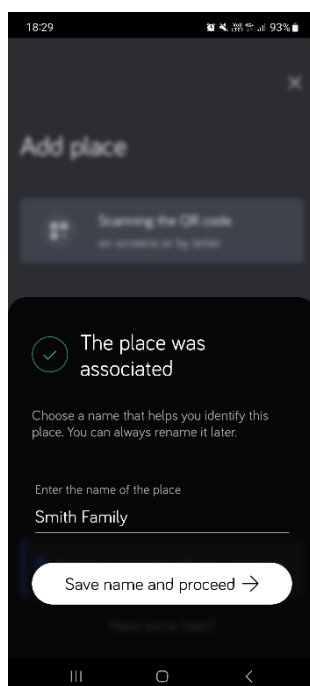 18:29
93%
Add place
Scanning the QR code
on screens or by letter
The place was
associated
Choose a name that helps you identify this
place. You can always rename it later.
Enter the name of the place
Smith Family
Save name and proceed →
Need some help?